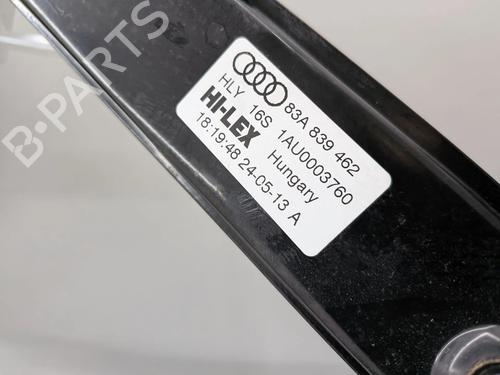 83A 839 462
HLY 16S 1AU0003760
HI-LEX Hungary
18:19:48 24-05-13 A
B-PARTS